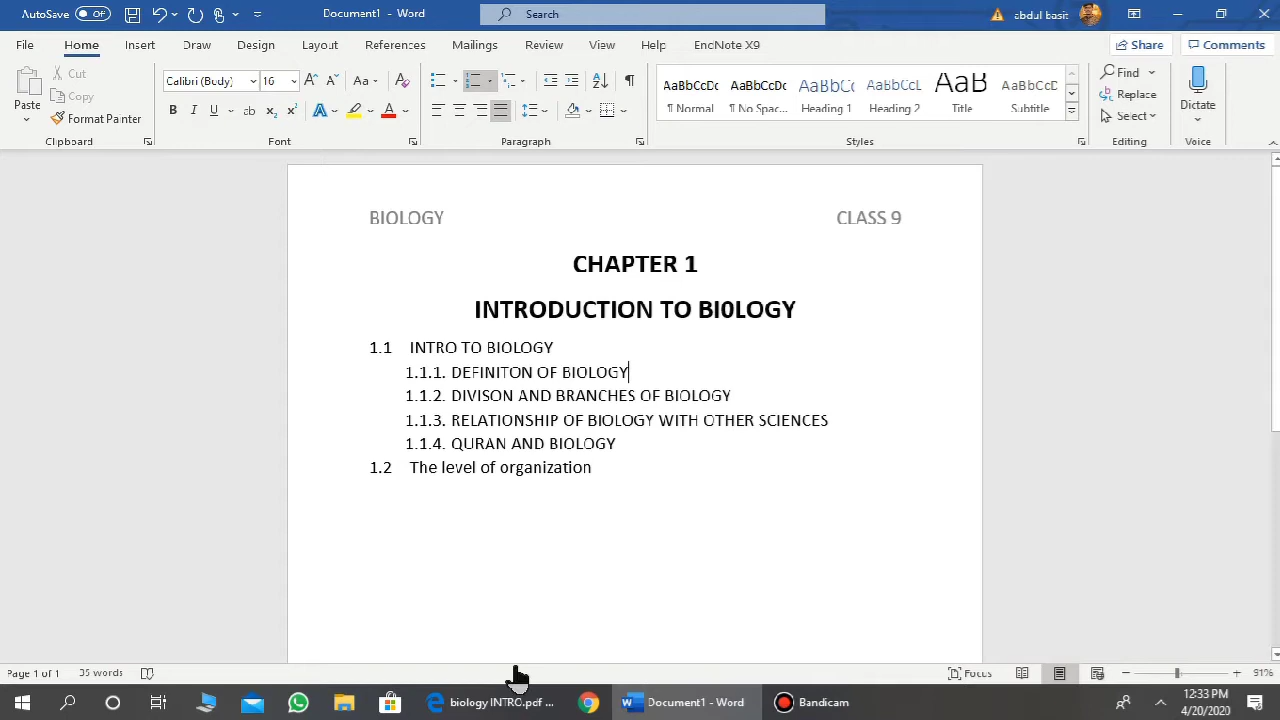 AutoSave Off Document1 - Word Search abdul basit
File Home Insert Draw Design Layout References Mailings Review View Help EncNote X9 Share Comments
Paste Cut Copy Format Painter
Calibri (Body) 16
AaBbCcDc AaBbCcDc AaBbCc AaBbCcL AaB AaBbCcD
¶ Normal ¶ No Spac... Heading 1 Heading 2 Title Subtitle
Find Replace Select Dictate
Clipboard Font Paragraph Styles Editing Voice
BIOLOGY CLASS 9
CHAPTER 1
INTRODUCTION TO BI0LOGY
1.1 INTRO TO BIOLOGY
1.1.1. DEFINITON OF BIOLOGY
1.1.2. DIVISON AND BRANCHES OF BIOLOGY
1.1.3. RELATIONSHIP OF BIOLOGY WITH OTHER SCIENCES
1.1.4. QURAN AND BIOLOGY
1.2 The level of organization
Page 1 of 1 35 words Focus 91%
biology INTRO.pdf ... Document1 - Word Bandicam 12:33 PM
4/20/2020